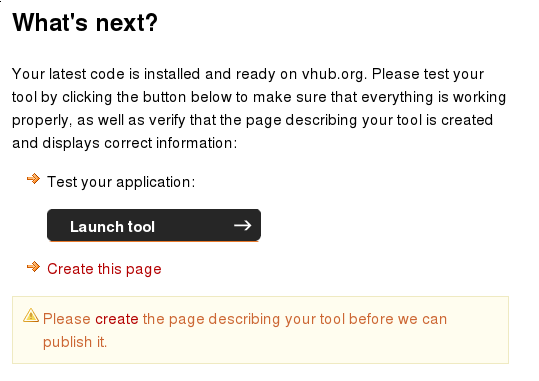 What's next?
Your latest code is installed and ready on vhub.org. Please test your
tool by clicking the button below to make sure that everything is working
properly, as well as verify that the page describing your tool is created
and displays correct information:
Test your application:
Launch tool
Create this page
Please create the page describing your tool before we can
publish it.